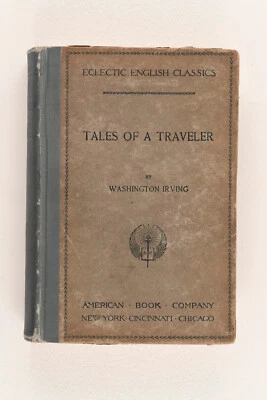 ECLECTIC ENGLISH CLASSICS
TALES OF A TRAVELER
BY
WASHINGTON IRVING
AMERICAN · BOOK · COMPANY
NEW YORK · CINCINNATI · CHICAGO